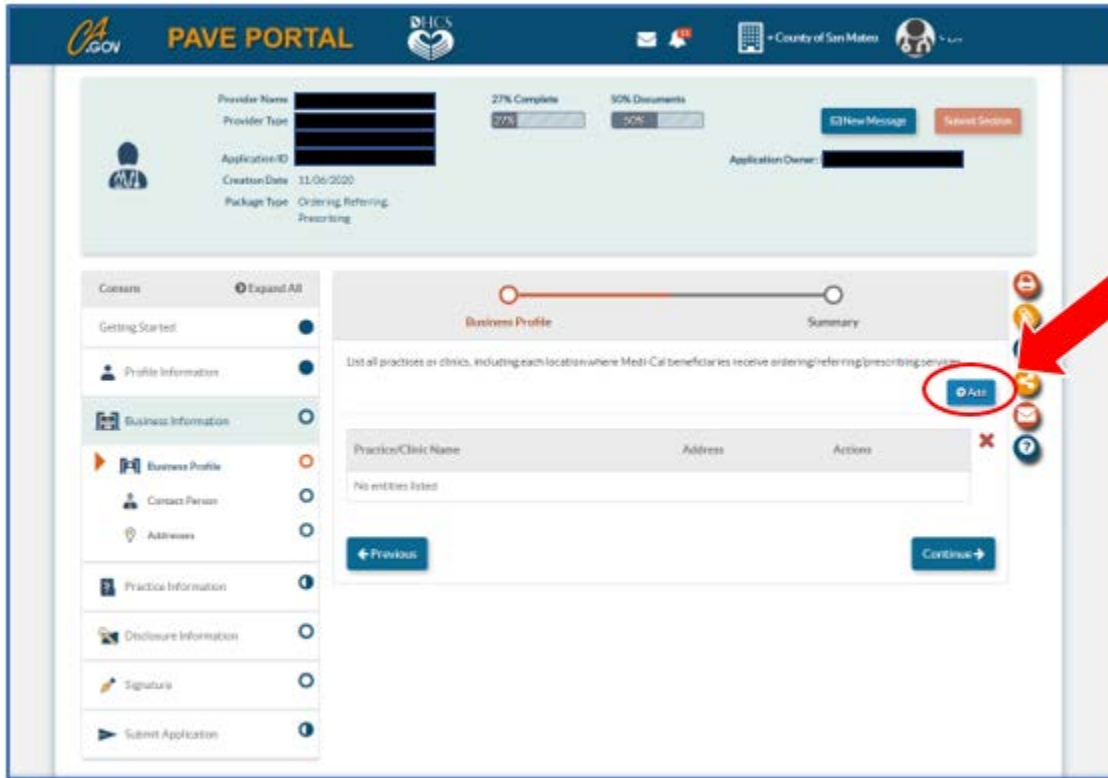 CA.GOV PAVE PORTAL DHCS + County of San Mateo
Provider Name
Provider Type
Application ID
Creation Date 11/06/2020
Package Type Ordering, Referring,
Prescribing
27% Complete
27%
50% Documents
50%
New Message
Submit Section
Application Owner:
Content Expand All
Getting Started
Profile Information
Business Information
Business Profile
Contact Person
Addresses
Practice Information
Disclosure Information
Signature
Submit Application
Business Profile Summary
List all practices or clinics, including each location where Medi-Cal beneficiaries receive ordering/referring/prescribing services
Add
Practice/Clinic Name Address Actions
No entities listed
Previous
Continue